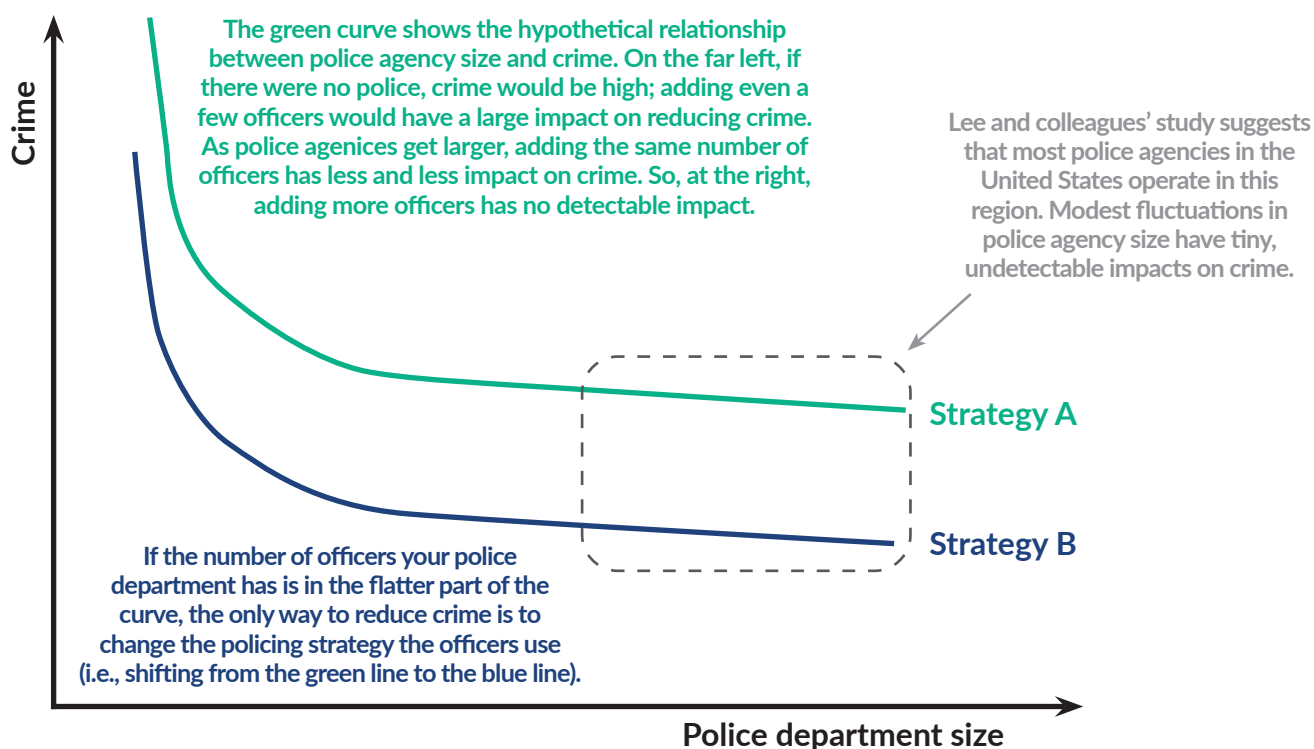 The green curve shows the hypothetical relationship
between police agency size and crime. On the far left, if
there were no police, crime would be high; adding even a
few officers would have a large impact on reducing crime.
As police agenices get larger, adding the same number of
officers has less and less impact on crime. So, at the right,
adding more officers has no detectable impact.
Crime
Lee and colleagues’ study suggests
that most police agencies in the
United States operate in this
region. Modest fluctuations in
police agency size have tiny,
undetectable impacts on crime.
Strategy A
Strategy B
If the number of officers your police
department has is in the flatter part of the
curve, the only way to reduce crime is to
change the policing strategy the officers use
(i.e., shifting from the green line to the blue line).
Police department size